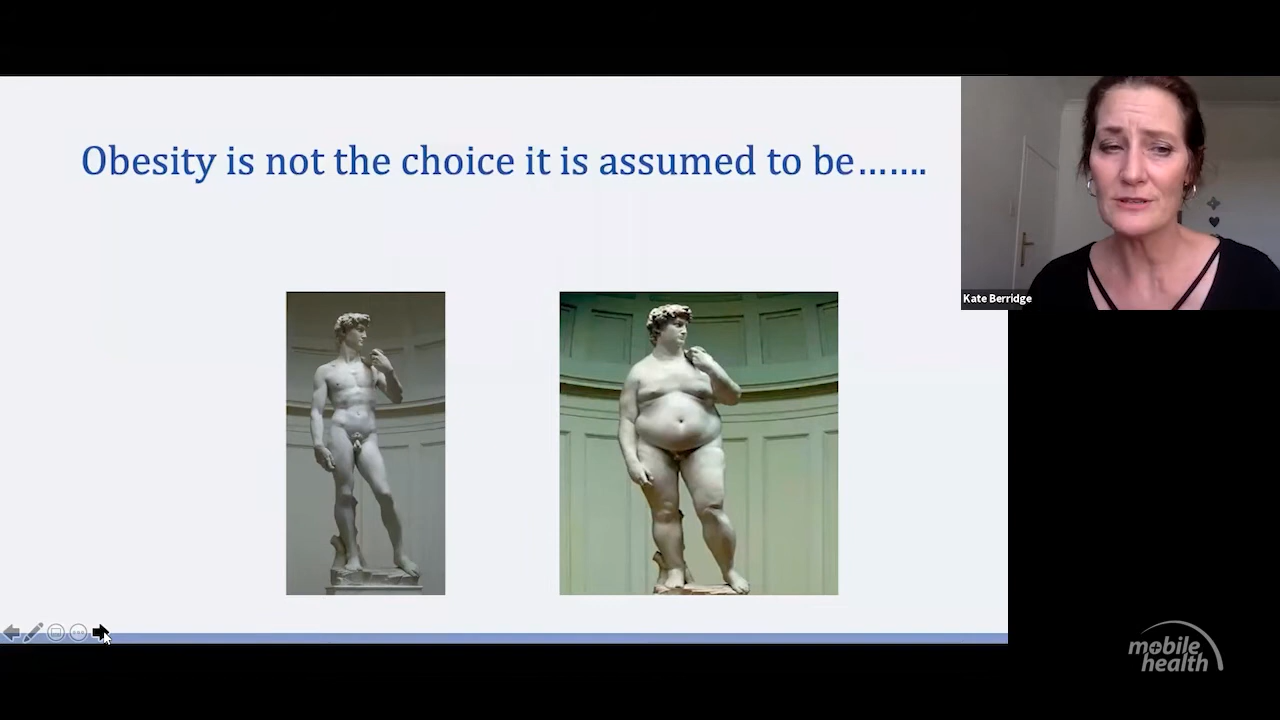 Obesity is not the choice it is assumed to be…….
Kate Berridge
mobile
health